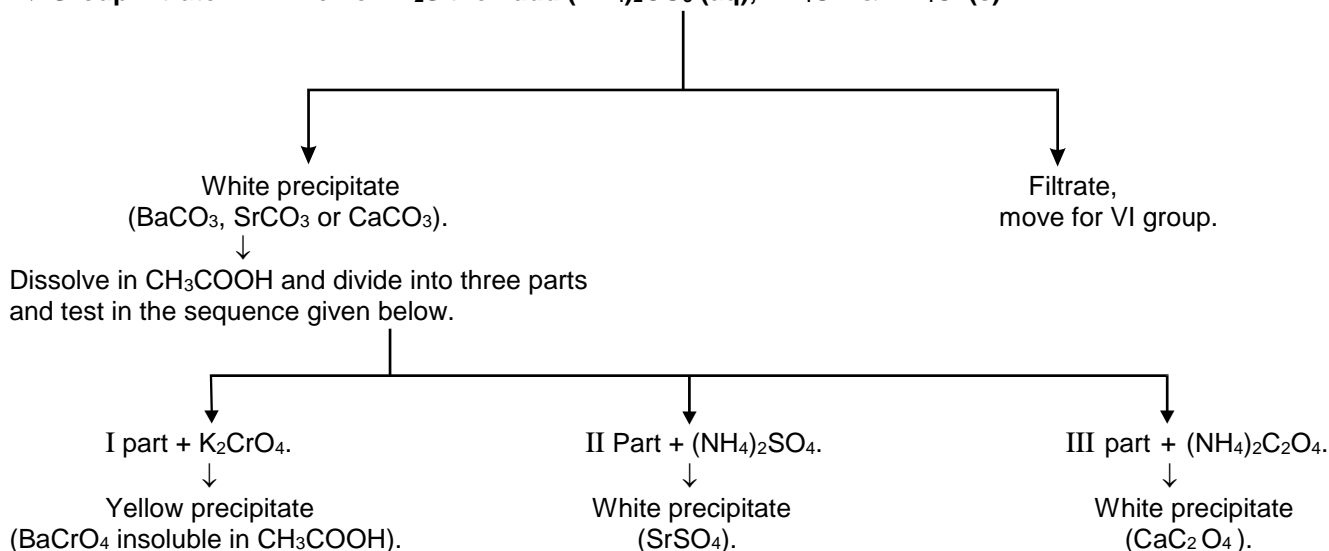 White precipitate
(BaCO₃, SrCO₃ or CaCO₃).
↓
Dissolve in CH₃COOH and divide into three parts
and test in the sequence given below.
Filtrate,
move for VI group.
I part + K₂CrO₄.
↓
Yellow precipitate
(BaCrO₄ insoluble in CH₃COOH).
II Part + (NH₄)₂SO₄.
↓
White precipitate
(SrSO₄).
III part + (NH₄)₂C₂O₄.
↓
White precipitate
(CaC₂O₄).